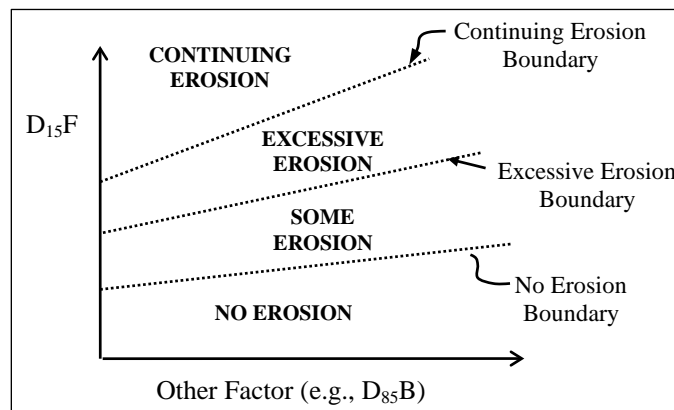 CONTINUING
EROSION
Continuing Erosion
Boundary
D₁₅F
EXCESSIVE
EROSION
Excessive Erosion
Boundary
SOME
EROSION
No Erosion
Boundary
NO EROSION
Other Factor (e.g., D₈₅B)